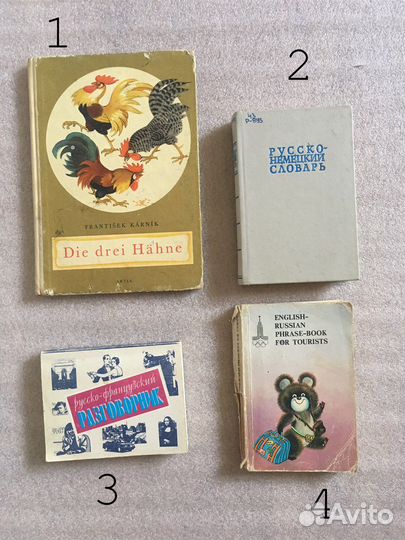 1
FRANTIŠEK KÁRNÍK
Die drei Hähne
ARTIA
2
РУССКО-
НЕМЕЦКИЙ
СЛОВАРЬ
3
русско-французский
РАЗГОВОРНИК
4
ENGLISH-
RUSSIAN
PHRASE-BOOK
FOR TOURISTS
Avito